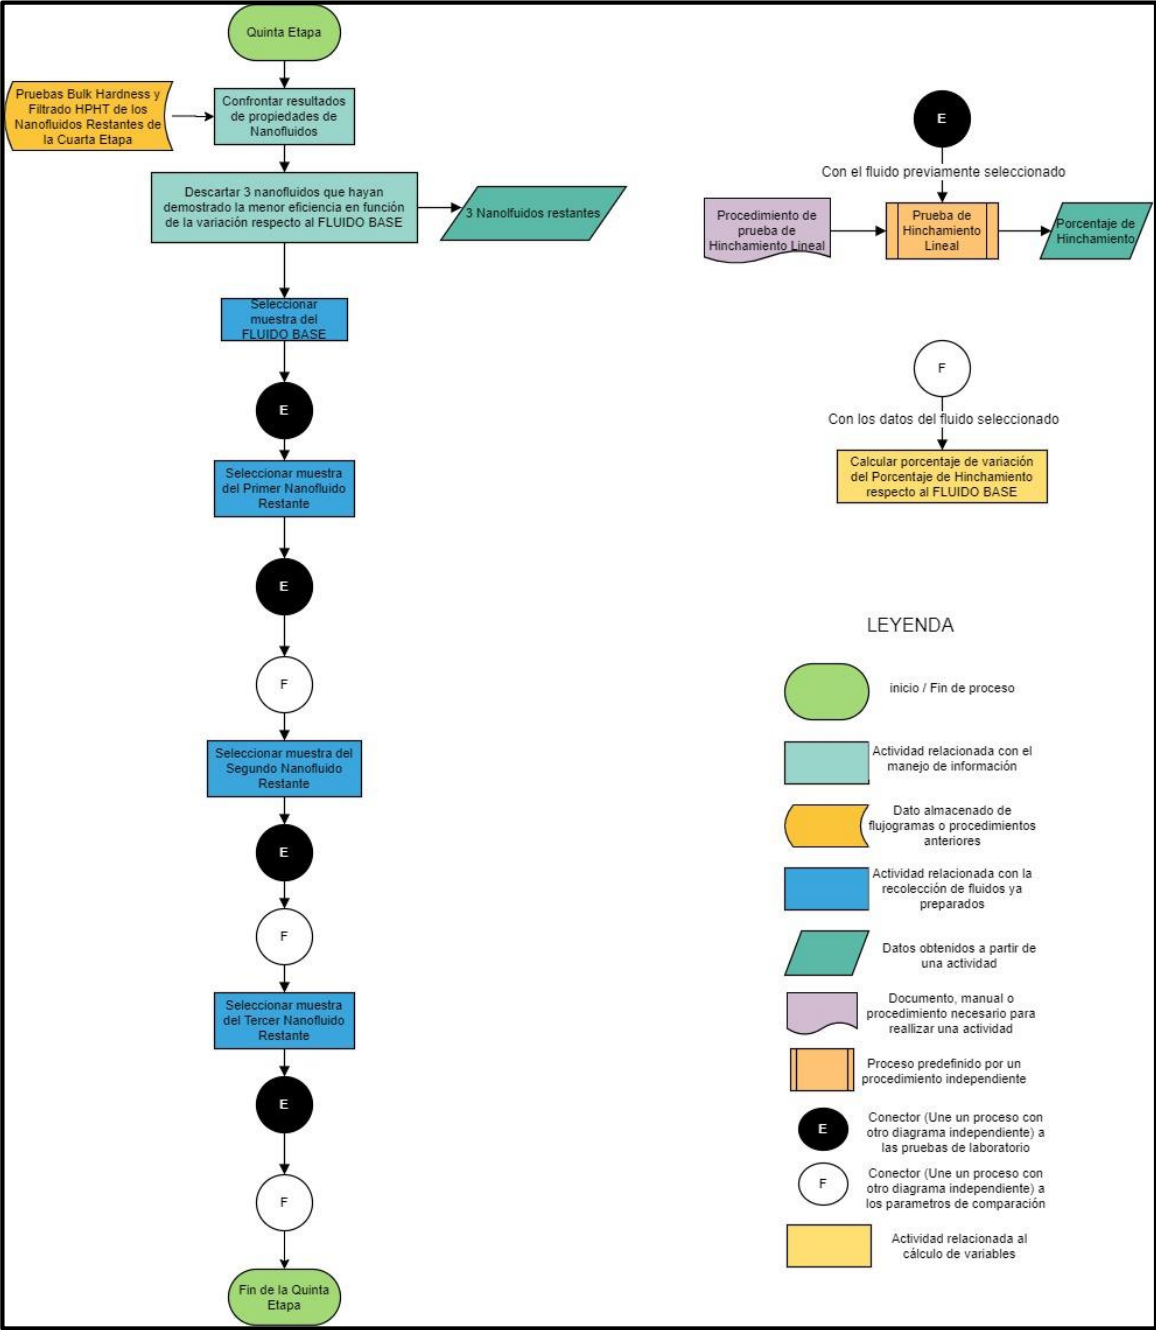 Quinta Etapa
Pruebas Bulk Hardness y
Filtrado HPHT de los
Nanofluidos Restantes de
la Cuarta Etapa
Confrontar resultados
de propiedades de
Nanofluidos
Descartar 3 nanofluidos que hayan
demostrado la menor eficiencia en función
de la variación respecto al FLUIDO BASE
3 Nanolfuidos restantes
Seleccionar
muestra del
FLUIDO BASE
E
Seleccionar muestra
del Primer Nanofluido
Restante
E
F
Seleccionar muestra del
Segundo Nanofluido
Restante
E
F
Seleccionar muestra
del Tercer Nanofluido
Restante
E
F
Fin de la Quinta
Etapa
E
Con el fluido previamente seleccionado
Procedimiento de
prueba de
Hinchamiento Lineal
Prueba de
Hinchamiento
Lineal
Porcentaje de
Hinchamiento
F
Con los datos del fluido seleccionado
Calcular porcentaje de variación
del Porcentaje de Hinchamiento
respecto al FLUIDO BASE
LEYENDA
inicio / Fin de proceso
Actividad relacionada con el
manejo de información
Dato almacenado de
flujogramas o procedimientos
anteriores
Actividad relacionada con la
recolección de fluidos ya
preparados
Datos obtenidos a partir de
una actividad
Documento, manual o
procedimiento necesario para
reallizar una actividad
Proceso predefinido por un
procedimiento independiente
E
Conector (Une un proceso con
otro diagrama independiente) a
las pruebas de laboratorio
F
Conector (Une un proceso con
otro diagrama independiente) a
los parametros de comparación
Actividad relacionada al
cálculo de variables